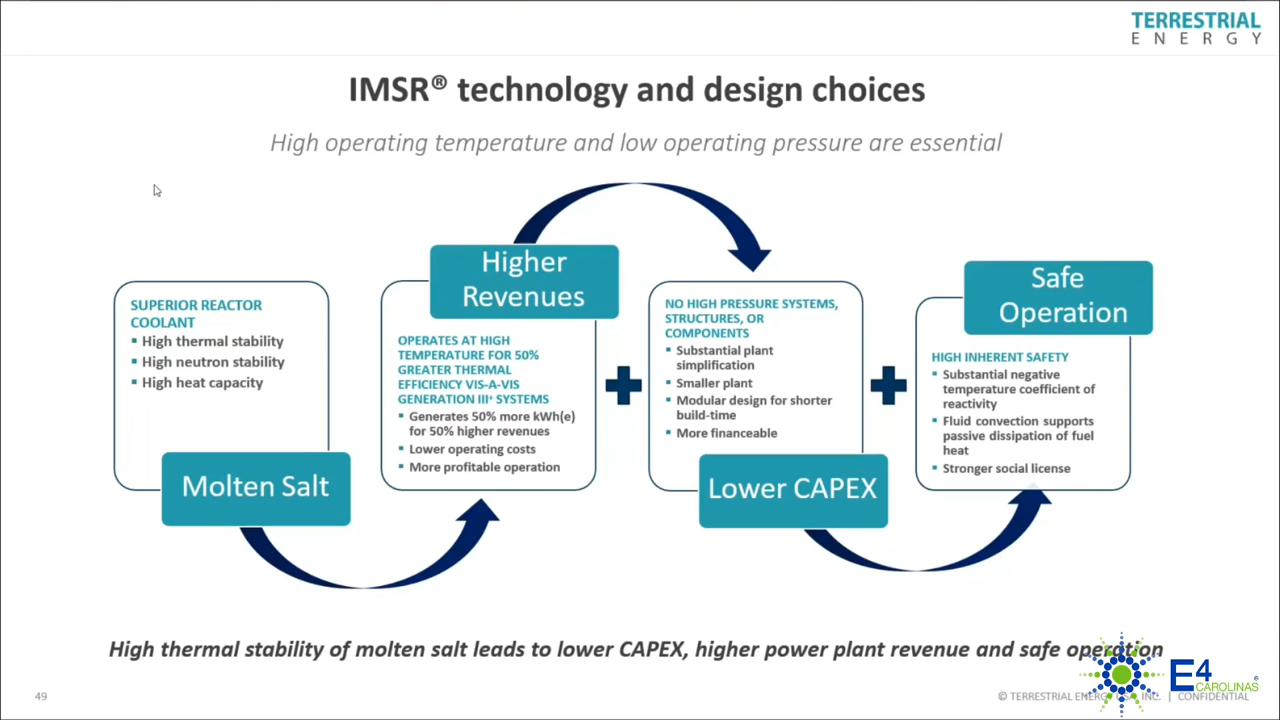 TERRESTRIAL
ENERGY
IMSR® technology and design choices
High operating temperature and low operating pressure are essential
SUPERIOR REACTOR
COOLANT
▪ High thermal stability
▪ High neutron stability
▪ High heat capacity
Molten Salt
Higher
Revenues
OPERATES AT HIGH
TEMPERATURE FOR 50%
GREATER THERMAL
EFFICIENCY VIS-A-VIS
GENERATION III⁺ SYSTEMS
▪ Generates 50% more kWh(e)
for 50% higher revenues
▪ Lower operating costs
▪ More profitable operation
NO HIGH PRESSURE SYSTEMS,
STRUCTURES, OR
COMPONENTS
▪ Substantial plant
simplification
▪ Smaller plant
▪ Modular design for shorter
build-time
▪ More financeable
Lower CAPEX
Safe
Operation
HIGH INHERENT SAFETY
▪ Substantial negative
temperature coefficient of
reactivity
▪ Fluid convection supports
passive dissipation of fuel
heat
▪ Stronger social license
High thermal stability of molten salt leads to lower CAPEX, higher power plant revenue and safe operation
49
© TERRESTRIAL ENERGY USA, INC. | CONFIDENTIAL
E4
CAROLINAS®